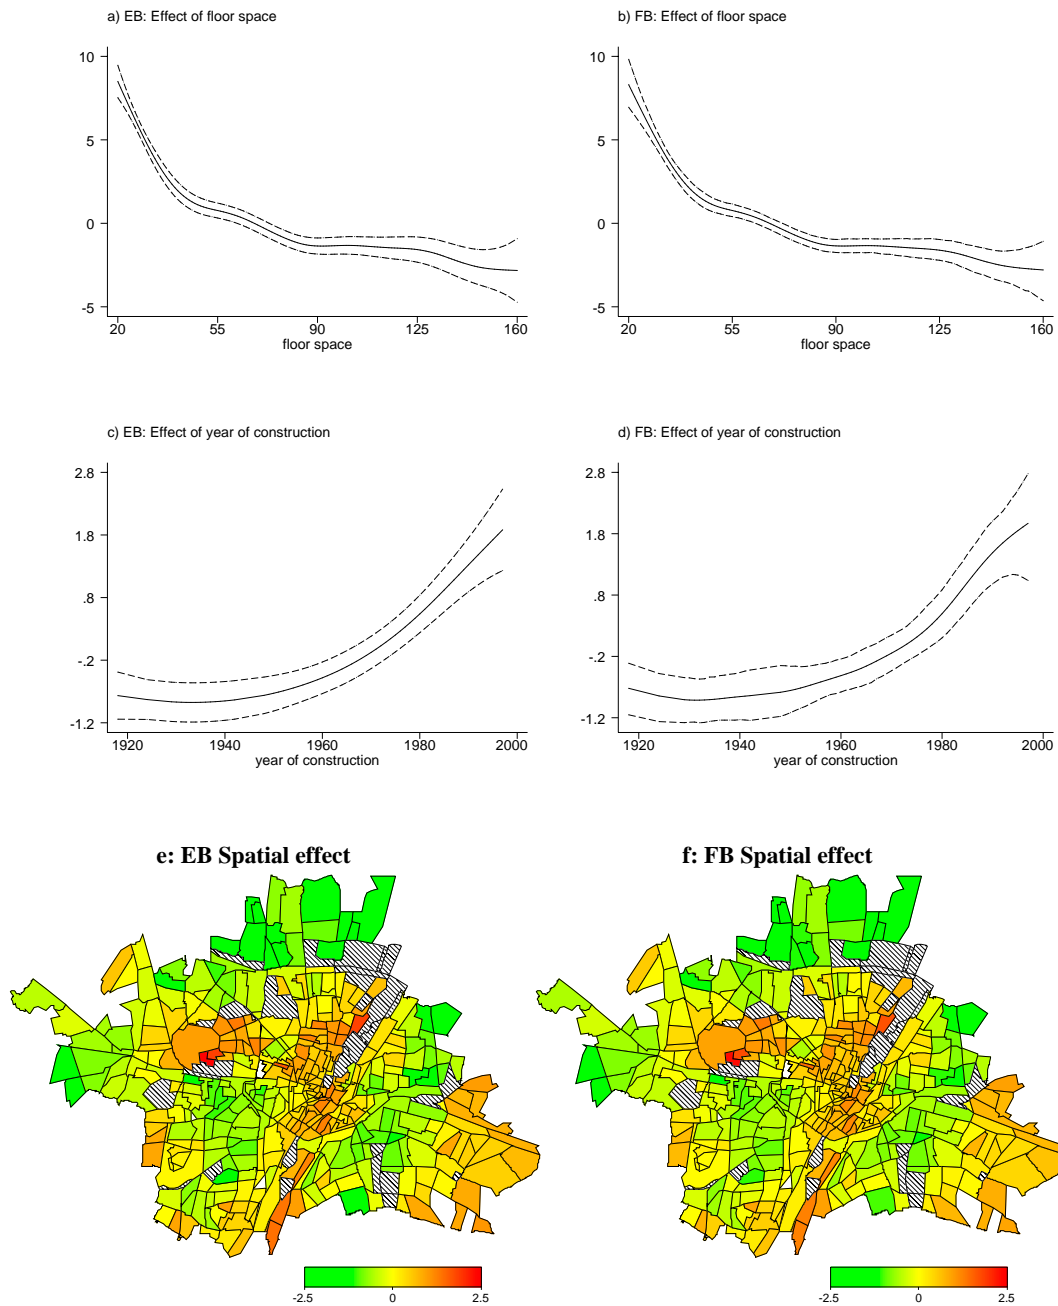 a) EB: Effect of floor space
b) FB: Effect of floor space
10
5
0
-5
20 55 90 125 160
floor space
10
5
0
-5
20 55 90 125 160
floor space
c) EB: Effect of year of construction
d) FB: Effect of year of construction
2.8
1.8
.8
-.2
-1.2
1920 1940 1960 1980 2000
year of construction
2.8
1.8
.8
-.2
-1.2
1920 1940 1960 1980 2000
year of construction
e: EB Spatial effect
f: FB Spatial effect
-2.5 0 2.5
-2.5 0 2.5